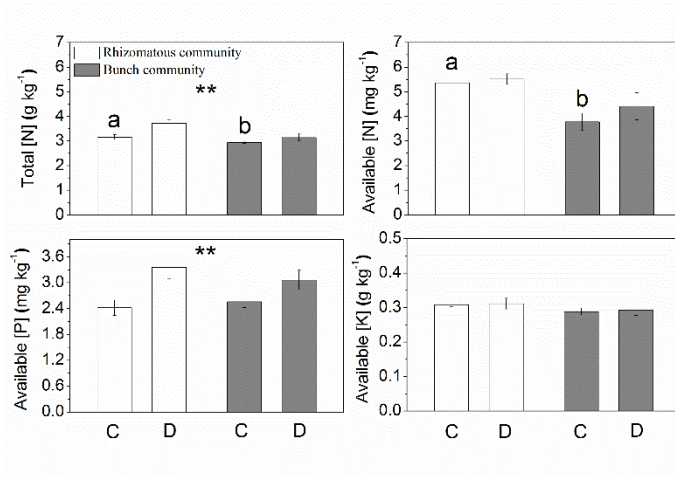 7
6
5
4
3
2
1
0
Total [N] (g kg-1)
Rhizomatous community
Bunch community
**
a
b
7
6
5
4
3
2
1
0
Available [N] (mg kg-1)
a
b
3.6
3.0
2.4
1.8
1.2
0.6
0.0
Available [P] (mg kg-1)
**
C D C D
0.5
0.4
0.3
0.2
0.1
0.0
Available [K] (g kg-1)
C D C D